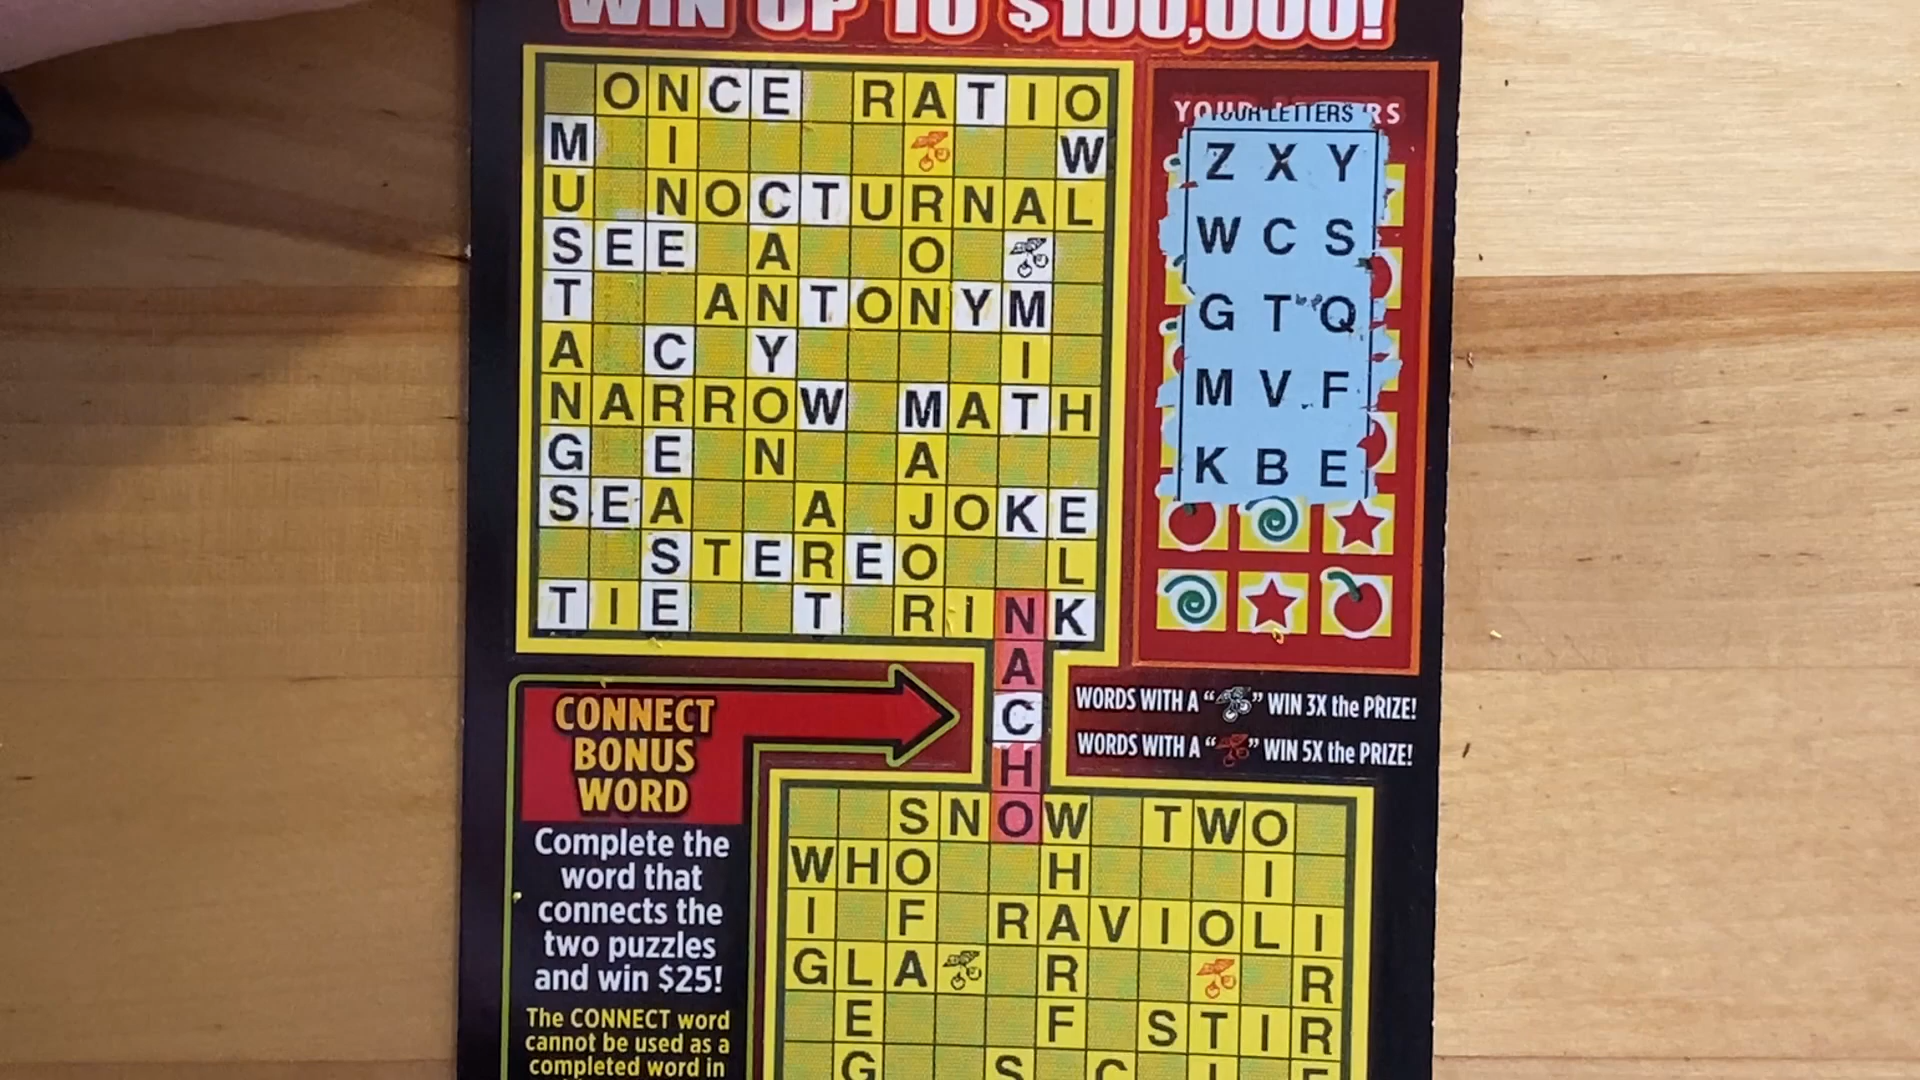 WIN UP TO $100,000!
ONCE RATIO
M I W
U NOCTURNAL
SEE A O
T ANTONYM
A C Y I
NARROW MATH
G E N A
SEA A JOKE
STEREO L
TIE T RINK
A
C
H
SNOW TWO
WHO H I
I F RAVIOLI
GLA R R
E F STIR
G S C I E
YOUR LETTERS
YOUR LETTERS
Z X Y
W C S
G T Q
M V F
K B E
WORDS WITH A " " WIN 3X the PRIZE!
WORDS WITH A " " WIN 5X the PRIZE!
CONNECT
BONUS
WORD
Complete the
word that
connects the
two puzzles
and win $25!
The CONNECT word
cannot be used as a
completed word in